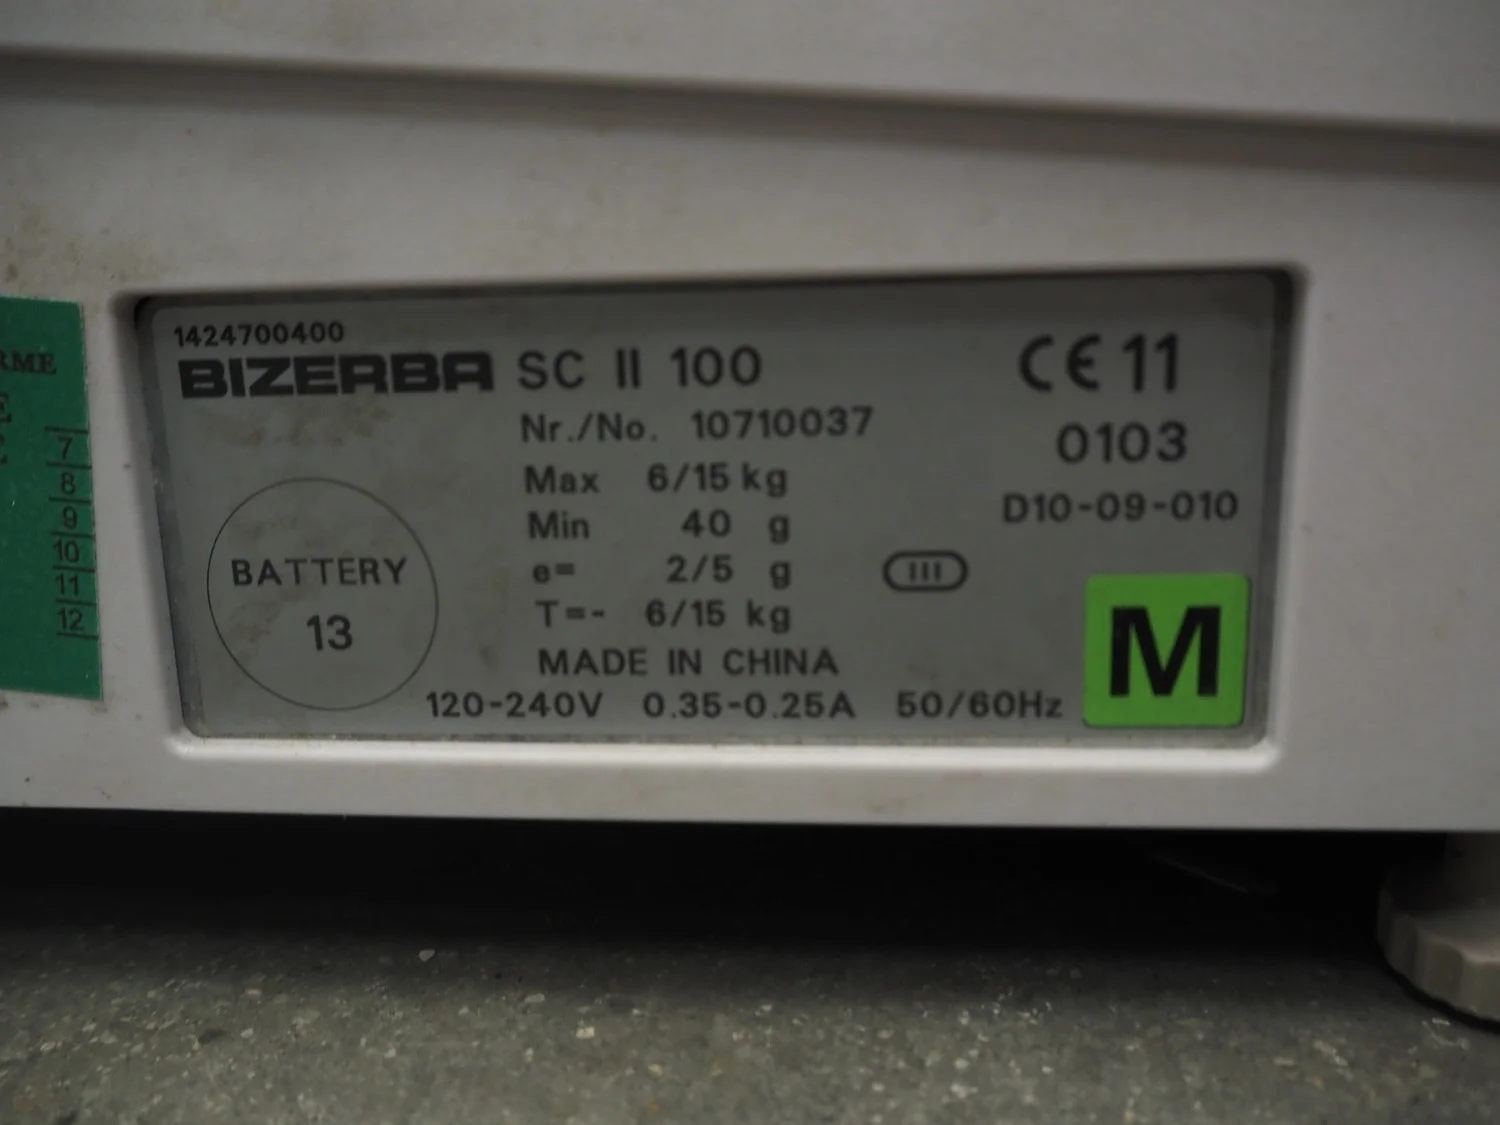 1424700400
BIZERBA SC II 100
Nr./No. 10710037
Max 6/15 kg
Min 40 g
e= 2/5 g
T=- 6/15 kg
MADE IN CHINA
120-240V 0.35-0.25A 50/60Hz
BATTERY
13
CE 11
0103
D10-09-010
III
M
7
8
9
10
11
12